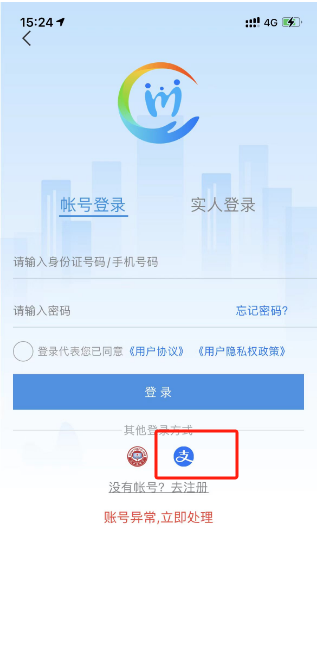 15:24 4G
帐号登录 实人登录
请输入身份证号码/手机号码
请输入密码 忘记密码?
登录代表您已同意《用户协议》 《用户隐私权政策》
登 录
其他登录方式
支
没有帐号? 去注册
账号异常,立即处理